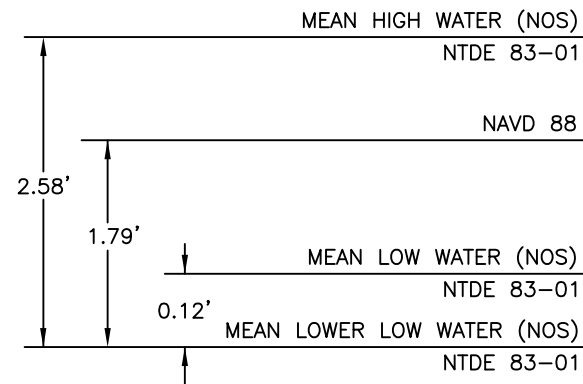 MEAN HIGH WATER (NOS)
NTDE 83-01
NAVD 88
2.58'
1.79'
MEAN LOW WATER (NOS)
NTDE 83-01
0.12'
MEAN LOWER LOW WATER (NOS)
NTDE 83-01